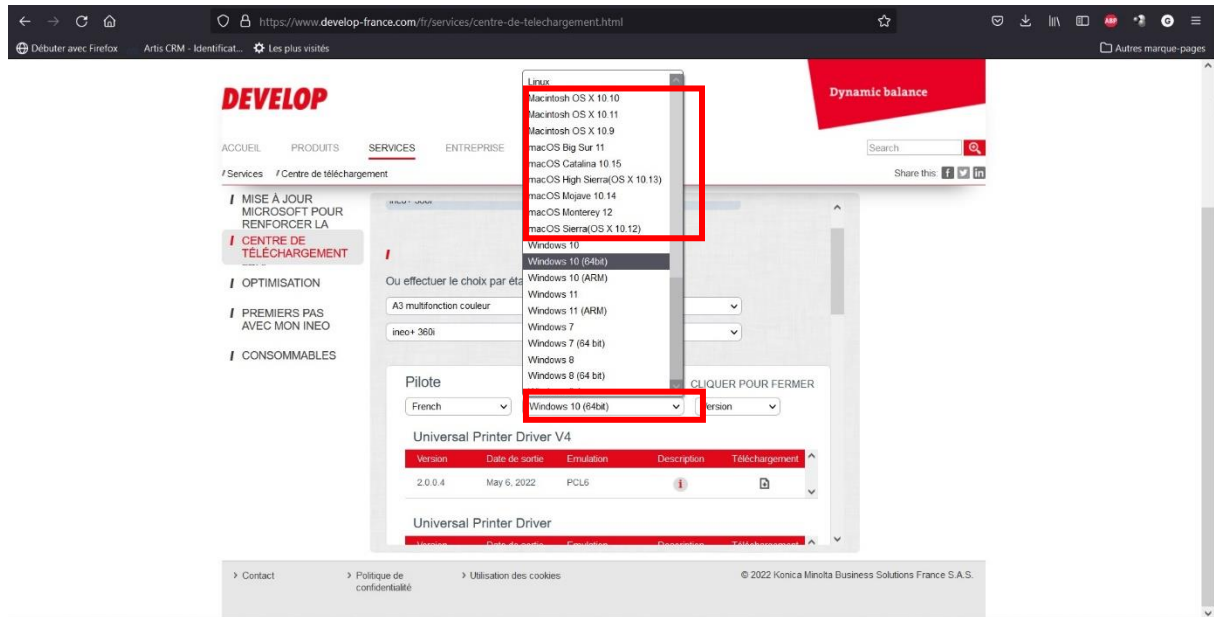 https://www.develop-france.com/fr/services/centre-de-telechargement.html
Débuter avec Firefox Artis CRM - Identificat... Les plus visités Autres marque-pages
DEVELOP
Dynamic balance
ACCUEIL PRODUITS SERVICES ENTREPRISE
Search
/ Services / Centre de téléchargement
Share this:
MISE À JOUR
MICROSOFT POUR
RENFORCER LA
CENTRE DE
TÉLÉCHARGEMENT
OPTIMISATION
PREMIERS PAS
AVEC MON INEO
CONSOMMABLES
Linux
Macintosh OS X 10.10
Macintosh OS X 10.11
Macintosh OS X 10.9
macOS Big Sur 11
macOS Catalina 10.15
macOS High Sierra(OS X 10.13)
macOS Mojave 10.14
macOS Monterey 12
macOS Sierra(OS X 10.12)
Windows 10
Windows 10 (64bit)
Windows 10 (ARM)
Windows 11
Windows 11 (ARM)
Windows 7
Windows 7 (64 bit)
Windows 8
Windows 8 (64 bit)
Ou effectuer le choix par
A3 multifonction couleur
ineo+ 360i
Pilote CLIQUER POUR FERMER
French Windows 10 (64bit) Version
Universal Printer Driver V4
Version Date de sortie Emulation Description Téléchargement
2.0.0.4 May 6, 2022 PCL6
Universal Printer Driver
Version Date de sortie Emulation Description Téléchargement
> Contact > Politique de > Utilisation des cookies © 2022 Konica Minolta Business Solutions France S.A.S.
confidentialité